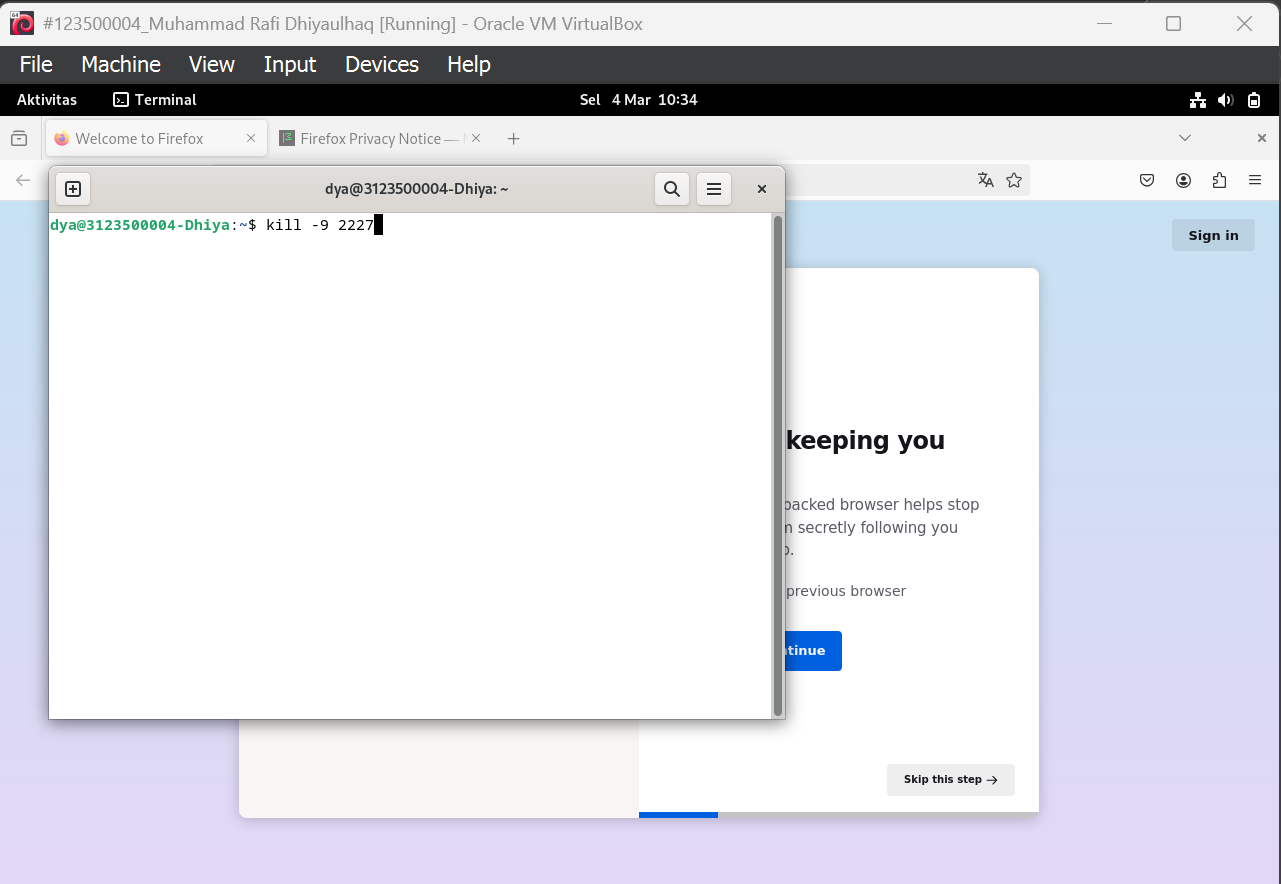 #123500004_Muhammad Rafi Dhiyaulhaq [Running] - Oracle VM VirtualBox
File Machine View Input Devices Help
Aktivitas Terminal Sel 4 Mar 10:34
Welcome to Firefox Firefox Privacy Notice —
dya@3123500004-Dhiya: ~
dya@3123500004-Dhiya:~$ kill -9 2227
Sign in
keeping you
packed browser helps stop
secretly following you
previous browser
ntinue
Skip this step